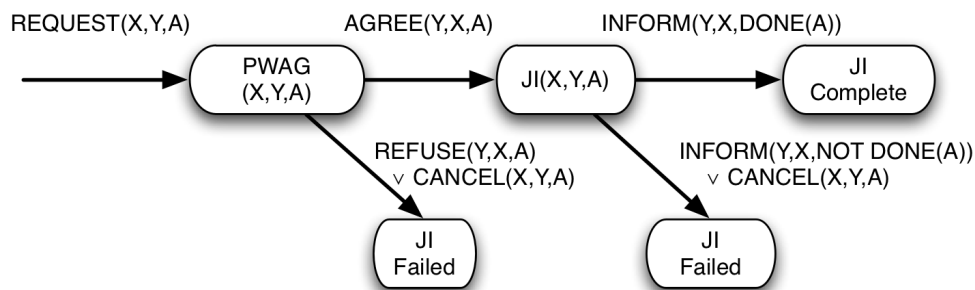 REQUEST(X,Y,A)
AGREE(Y,X,A)
INFORM(Y,X,DONE(A))
PWAG
(X,Y,A)
JI(X,Y,A)
JI
Complete
REFUSE(Y,X,A)
∨ CANCEL(X,Y,A)
INFORM(Y,X,NOT DONE(A))
∨ CANCEL(X,Y,A)
JI
Failed
JI
Failed